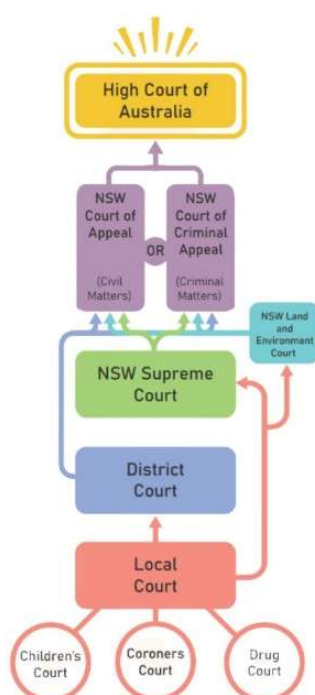 High Court of
Australia
NSW
Court of
Appeal
(Civil
Matters)
OR
NSW
Court of
Criminal
Appeal
(Criminal
Matters)
NSW Land
and
Environment
Court
NSW Supreme
Court
District
Court
Local
Court
Children's
Court
Coroners
Court
Drug
Court